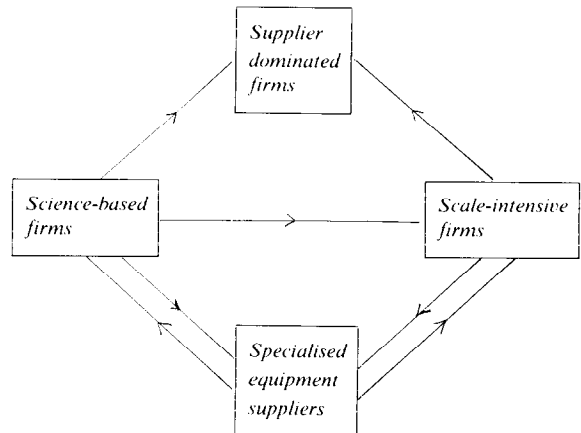 Supplier
dominated
firms
Science-based
firms
Scale-intensive
firms
Specialised
equipment
suppliers